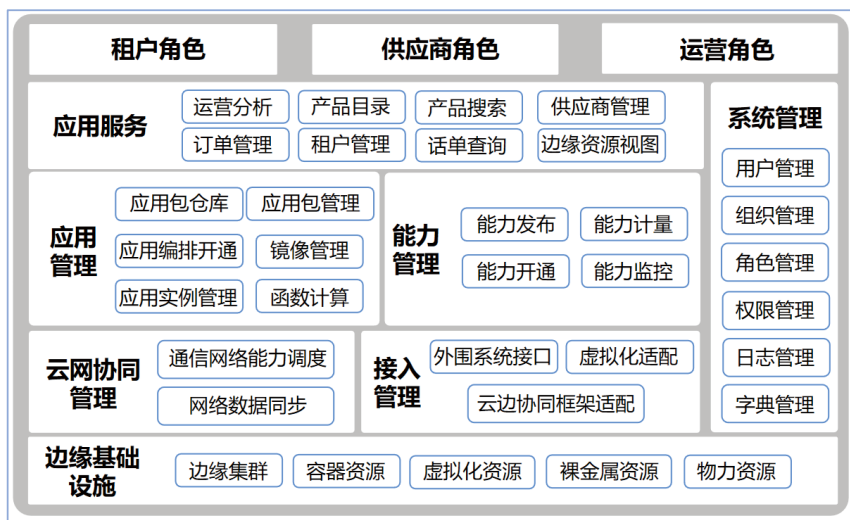 租户角色
供应商角色
运营角色
应用服务
运营分析
产品目录
产品搜索
供应商管理
订单管理
租户管理
话单查询
边缘资源视图
系统管理
用户管理
组织管理
角色管理
权限管理
日志管理
字典管理
应用
管理
应用包仓库
应用包管理
应用编排开通
镜像管理
应用实例管理
函数计算
能力
管理
能力发布
能力计量
能力开通
能力监控
云网协同
管理
通信网络能力调度
网络数据同步
接入
管理
外围系统接口
虚拟化适配
云边协同框架适配
边缘基础
设施
边缘集群
容器资源
虚拟化资源
裸金属资源
物力资源